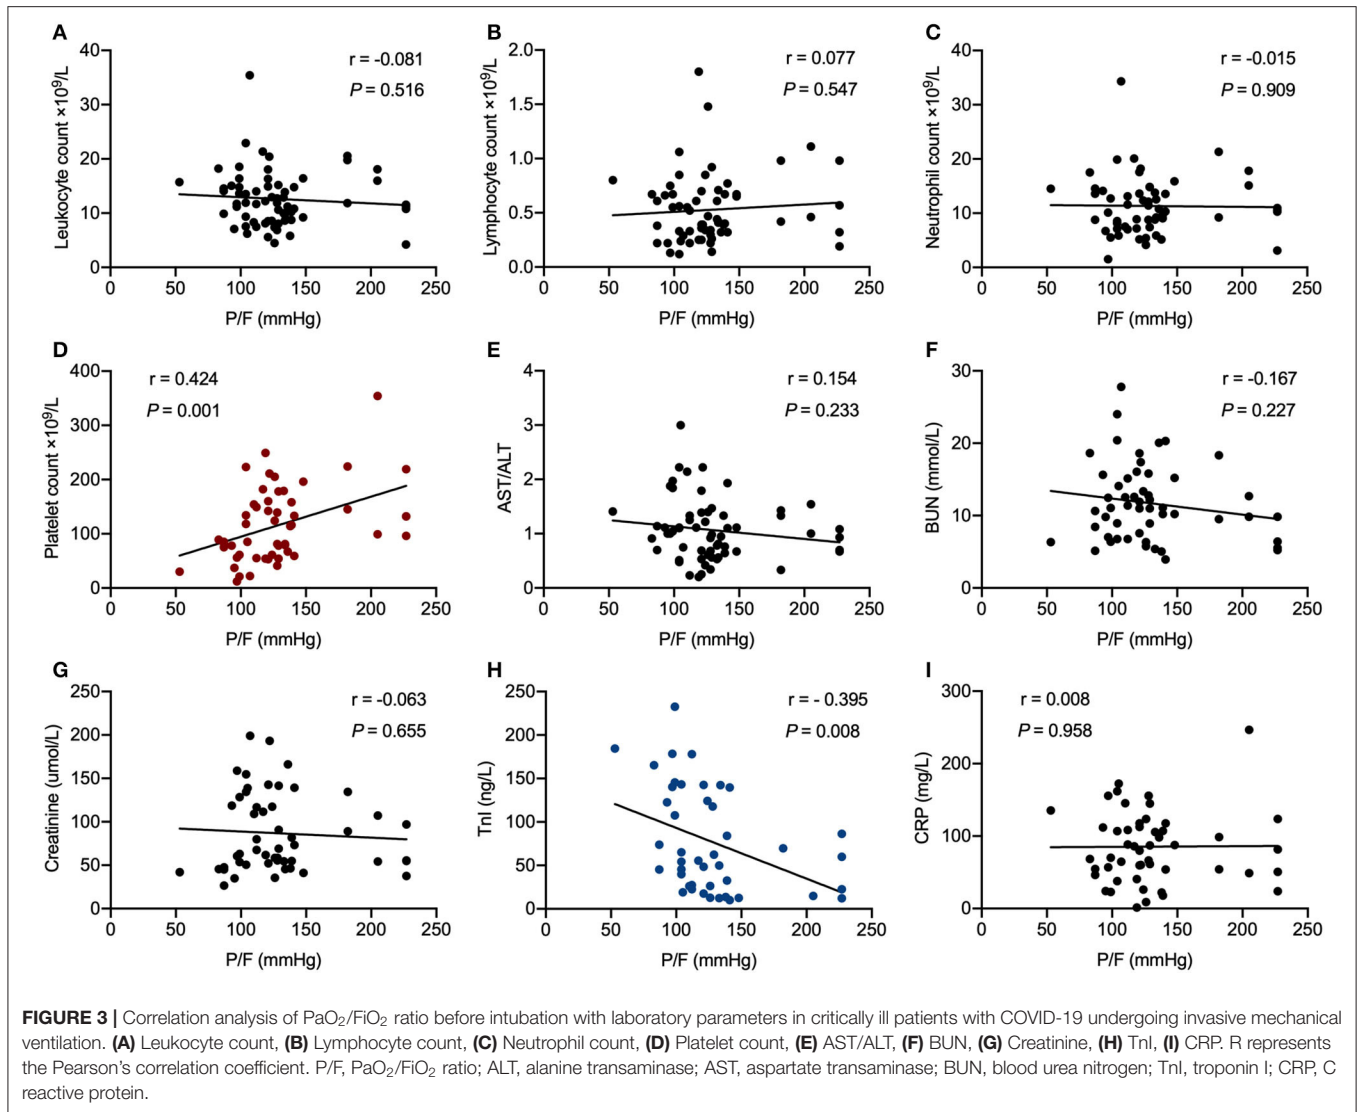 A
Leukocyte count ×10⁹/L
r = -0.081
P = 0.516
40
30
20
10
0
0 50 100 150 200 250
P/F (mmHg)
B
Lymphocyte count ×10⁹/L
r = 0.077
P = 0.547
2.0
1.5
1.0
0.5
0.0
0 50 100 150 200 250
P/F (mmHg)
C
Neutrophil count ×10⁹/L
r = -0.015
P = 0.909
40
30
20
10
0
0 50 100 150 200 250
P/F (mmHg)
D
Platelet count ×10⁹/L
r = 0.424
P = 0.001
400
300
200
100
0
0 50 100 150 200 250
P/F (mmHg)
E
AST/ALT
r = 0.154
P = 0.233
4
3
2
1
0
0 50 100 150 200 250
P/F (mmHg)
F
BUN (mmol/L)
r = -0.167
P = 0.227
30
20
10
0
0 50 100 150 200 250
P/F (mmHg)
G
Creatinine (umol/L)
r = -0.063
P = 0.655
250
200
150
100
50
0
0 50 100 150 200 250
P/F (mmHg)
H
TnI (ng/L)
r = - 0.395
P = 0.008
250
200
150
100
50
0
0 50 100 150 200 250
P/F (mmHg)
I
CRP (mg/L)
r = 0.008
P = 0.958
300
200
100
0
0 50 100 150 200 250
P/F (mmHg)
FIGURE 3 | Correlation analysis of PaO₂/FiO₂ ratio before intubation with laboratory parameters in critically ill patients with COVID-19 undergoing invasive mechanical
ventilation. (A) Leukocyte count, (B) Lymphocyte count, (C) Neutrophil count, (D) Platelet count, (E) AST/ALT, (F) BUN, (G) Creatinine, (H) TnI, (I) CRP. R represents
the Pearson's correlation coefficient. P/F, PaO₂/FiO₂ ratio; ALT, alanine transaminase; AST, aspartate transaminase; BUN, blood urea nitrogen; TnI, troponin I; CRP, C
reactive protein.